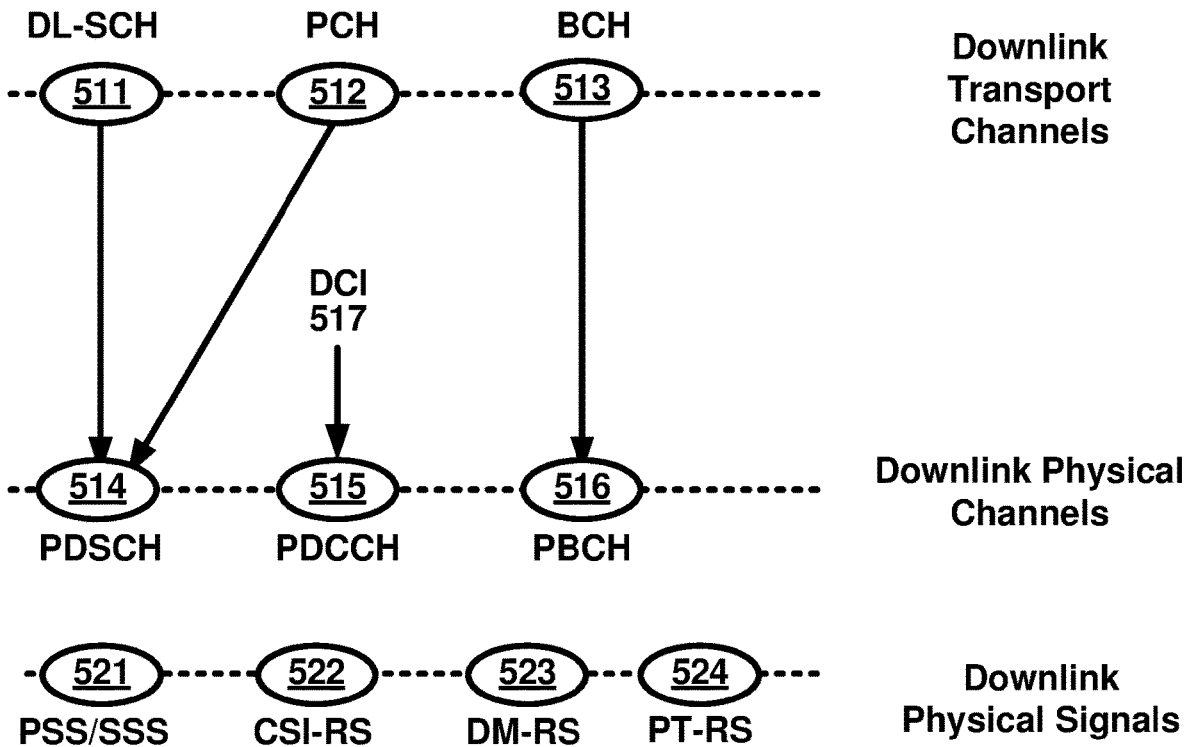 DL-SCH PCH BCH
511 512 513
Downlink
Transport
Channels
DCI
517
514 515 516
PDSCH PDCCH PBCH
Downlink Physical
Channels
521 522 523 524
PSS/SSS CSI-RS DM-RS PT-RS
Downlink
Physical Signals